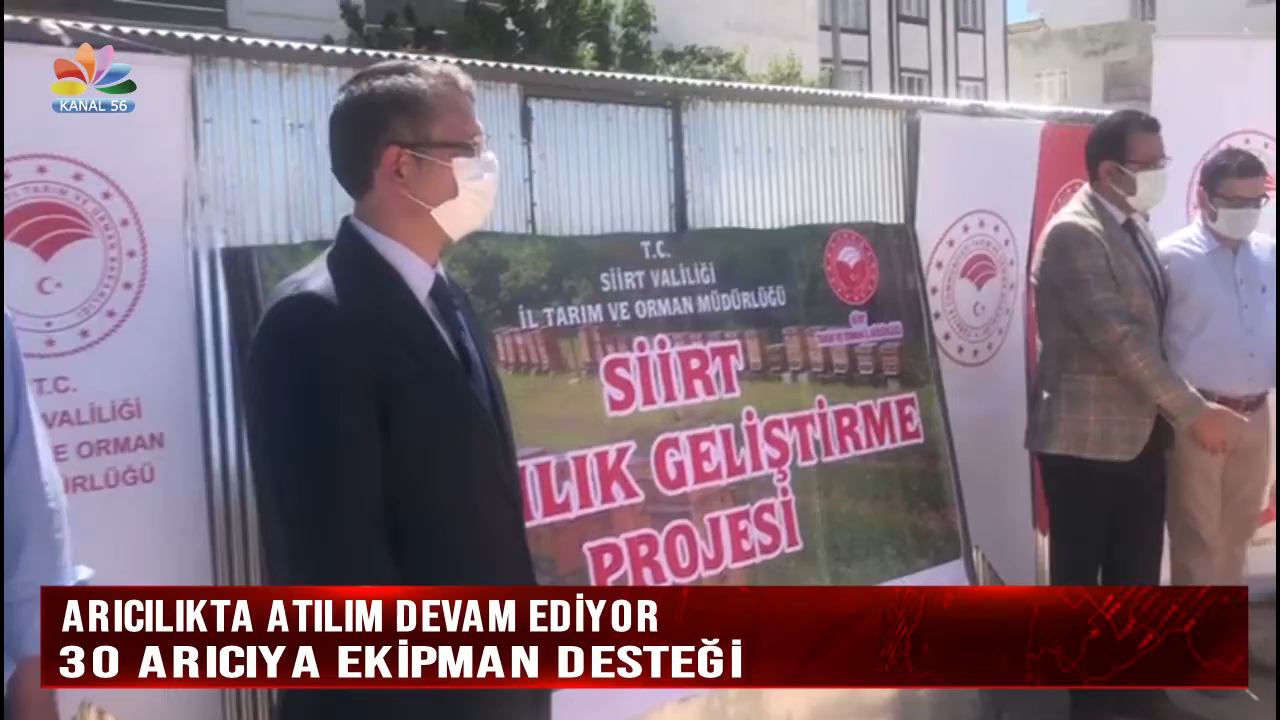 KANAL 56
T.C.
SİİRT VALİLİĞİ
İL TARIM VE ORMAN MÜDÜRLÜĞÜ
SİİRT
ILIK GELİŞTİRME
PROJESİ
T.C.
VALİLİĞİ
E ORMAN
ÜRLÜĞÜ
ARICILIKTA ATILIM DEVAM EDİYOR
30 ARICIYA EKİPMAN DESTEĞİ